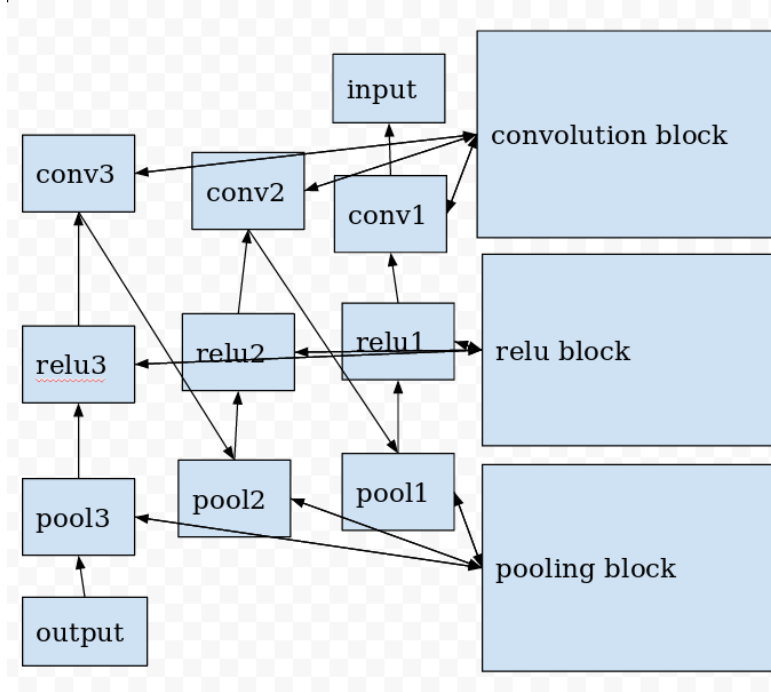 input
convolution block
conv3
conv2
conv1
relu1
relu block
relu2
relu3
pool1
pool2
pool3
pooling block
output